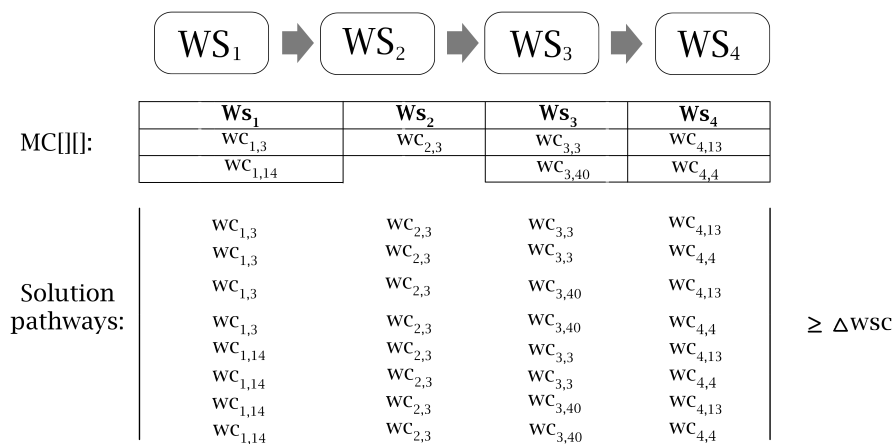 WS₁ WS₂ WS₃ WS₄
Ws₁ Ws₂ Ws₃ Ws₄
MC[][]:
wc₁,₃ wc₂,₃ wc₃,₃ wc₄,₁₃
wc₁,₁₄ wc₃,₄₀ wc₄,₄
wc₁,₃ wc₂,₃ wc₃,₃ wc₄,₁₃
wc₁,₃ wc₂,₃ wc₃,₃ wc₄,₄
wc₁,₃ wc₂,₃ wc₃,₄₀ wc₄,₁₃
Solution
pathways:
wc₁,₃ wc₂,₃ wc₃,₄₀ wc₄,₄
≥ △wsc
wc₁,₁₄ wc₂,₃ wc₃,₃ wc₄,₁₃
wc₁,₁₄ wc₂,₃ wc₃,₃ wc₄,₄
wc₁,₁₄ wc₂,₃ wc₃,₄₀ wc₄,₁₃
wc₁,₁₄ wc₂,₃ wc₃,₄₀ wc₄,₄